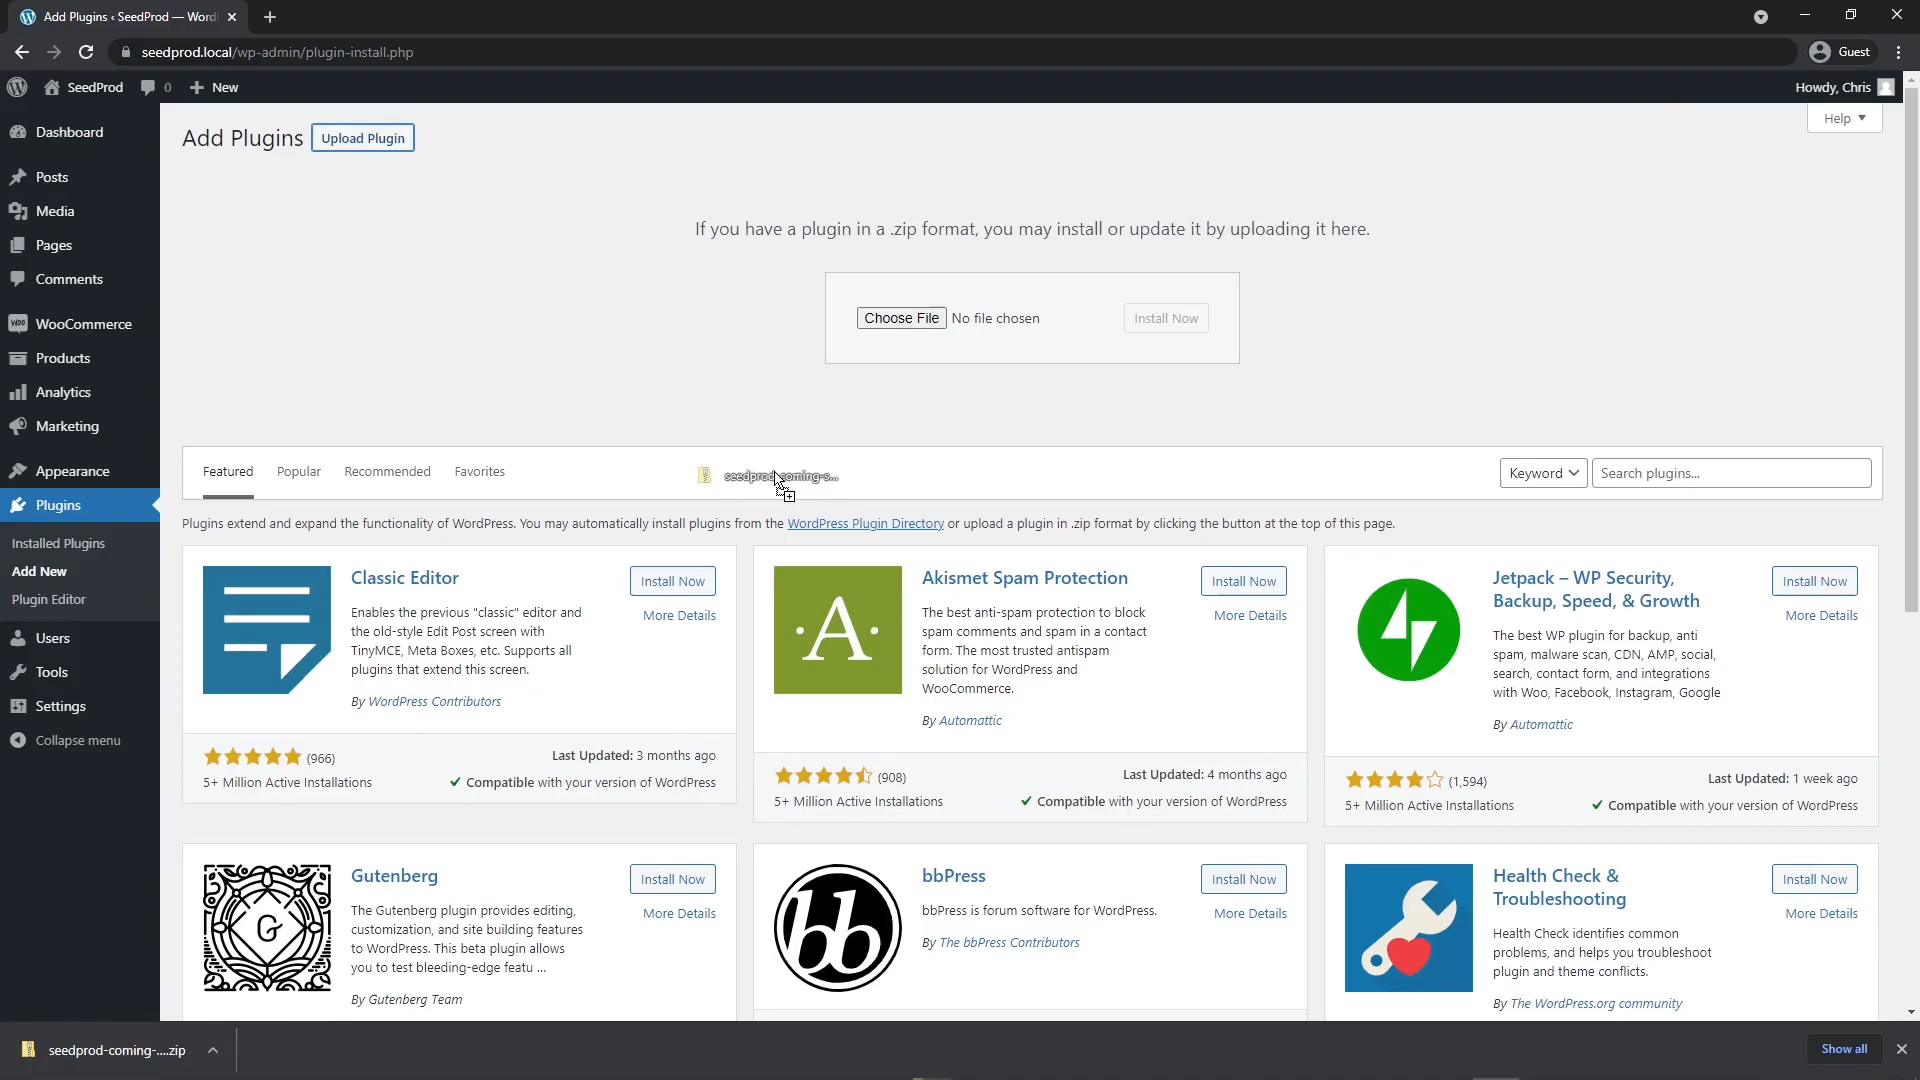 Add Plugins ‹ SeedProd — Word
seedprod.local/wp-admin/plugin-install.php
Guest
SeedProd
0
New
Howdy, Chris
Help
Dashboard
Posts
Media
Pages
Comments
WooCommerce
Products
Analytics
Marketing
Appearance
Plugins
Installed Plugins
Add New
Plugin Editor
Users
Tools
Settings
Collapse menu
Add Plugins
Upload Plugin
If you have a plugin in a .zip format, you may install or update it by uploading it here.
Choose File No file chosen
Install Now
Featured
Popular
Recommended
Favorites
seedprod-coming-s...
Keyword
Search plugins...
Plugins extend and expand the functionality of WordPress. You may automatically install plugins from the WordPress Plugin Directory or upload a plugin in .zip format by clicking the button at the top of this page.
Classic Editor
Install Now
More Details
Enables the previous "classic" editor and
the old-style Edit Post screen with
TinyMCE, Meta Boxes, etc. Supports all
plugins that extend this screen.
By WordPress Contributors
(966)
5+ Million Active Installations
Last Updated: 3 months ago
Compatible with your version of WordPress
A
Akismet Spam Protection
Install Now
More Details
The best anti-spam protection to block
spam comments and spam in a contact
form. The most trusted antispam
solution for WordPress and
WooCommerce.
By Automattic
(908)
5+ Million Active Installations
Last Updated: 4 months ago
Compatible with your version of WordPress
Jetpack – WP Security,
Backup, Speed, & Growth
Install Now
More Details
The best WP plugin for backup, anti
spam, malware scan, CDN, AMP, social,
search, contact form, and integrations
with Woo, Facebook, Instagram, Google
By Automattic
(1,594)
5+ Million Active Installations
Last Updated: 1 week ago
Compatible with your version of WordPress
G
Gutenberg
Install Now
More Details
The Gutenberg plugin provides editing,
customization, and site building features
to WordPress. This beta plugin allows
you to test bleeding-edge featu ...
By Gutenberg Team
bb
bbPress
Install Now
More Details
bbPress is forum software for WordPress.
By The bbPress Contributors
Health Check &
Troubleshooting
Install Now
More Details
Health Check identifies common
problems, and helps you troubleshoot
plugin and theme conflicts.
By The WordPress.org community
seedprod-coming-....zip
Show all